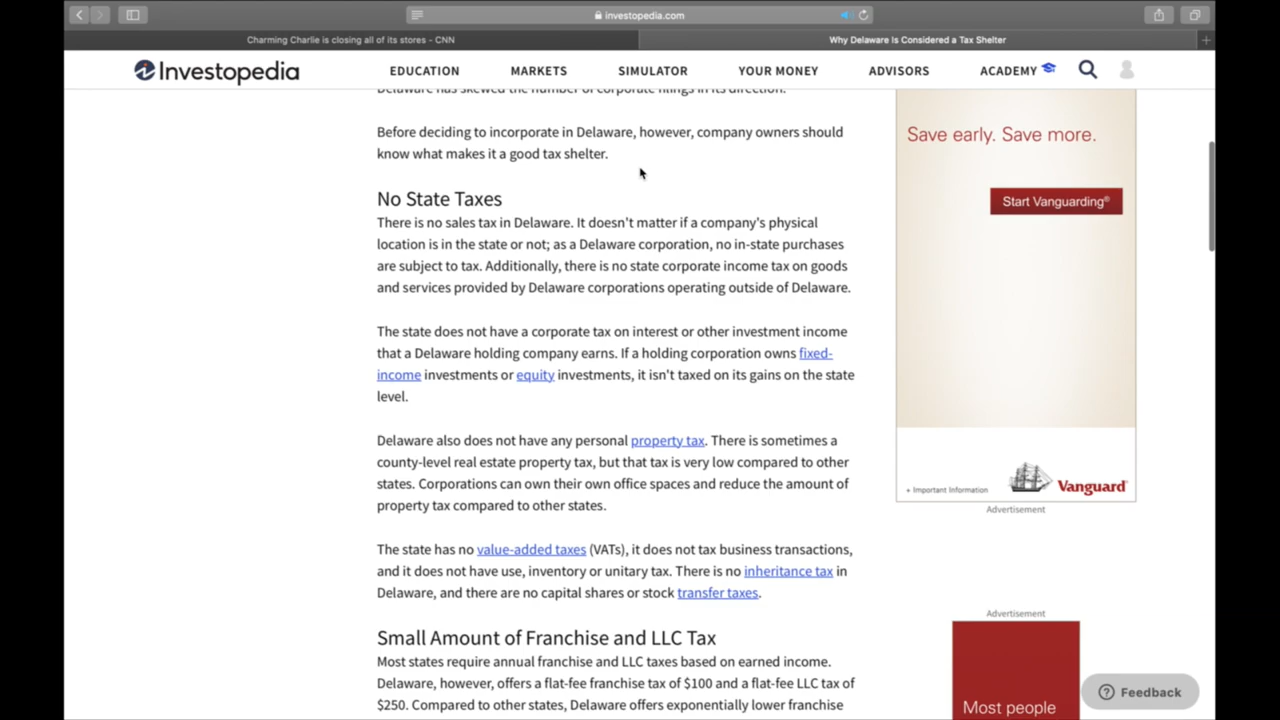 investopedia.com
Charming Charlie is closing all of its stores - CNN
Why Delaware Is Considered a Tax Shelter
Investopedia
EDUCATION
MARKETS
SIMULATOR
YOUR MONEY
ADVISORS
ACADEMY
Delaware has skewed the number of corporate filings in its direction.
Before deciding to incorporate in Delaware, however, company owners should
know what makes it a good tax shelter.
No State Taxes
There is no sales tax in Delaware. It doesn't matter if a company's physical
location is in the state or not; as a Delaware corporation, no in-state purchases
are subject to tax. Additionally, there is no state corporate income tax on goods
and services provided by Delaware corporations operating outside of Delaware.
The state does not have a corporate tax on interest or other investment income
that a Delaware holding company earns. If a holding corporation owns fixed-
income investments or equity investments, it isn't taxed on its gains on the state
level.
Delaware also does not have any personal property tax. There is sometimes a
county-level real estate property tax, but that tax is very low compared to other
states. Corporations can own their own office spaces and reduce the amount of
property tax compared to other states.
The state has no value-added taxes (VATs), it does not tax business transactions,
and it does not have use, inventory or unitary tax. There is no inheritance tax in
Delaware, and there are no capital shares or stock transfer taxes.
Small Amount of Franchise and LLC Tax
Most states require annual franchise and LLC taxes based on earned income.
Delaware, however, offers a flat-fee franchise tax of $100 and a flat-fee LLC tax of
$250. Compared to other states, Delaware offers exponentially lower franchise
Save early. Save more.
Start Vanguarding®
+ Important Information
Vanguard®
Advertisement
Advertisement
Most people
Feedback